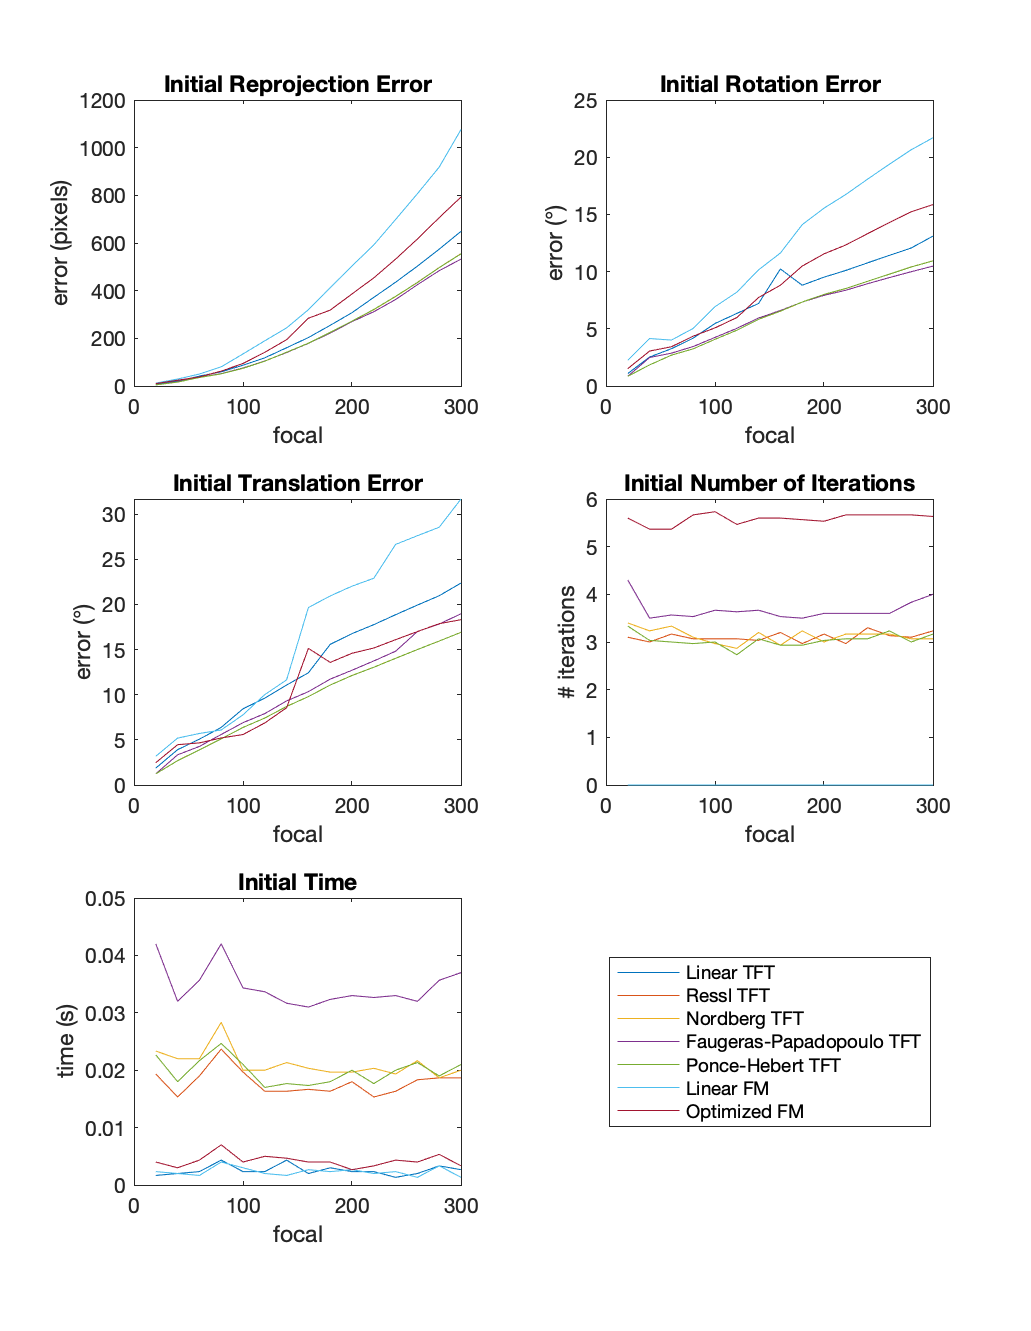 Initial Reprojection Error
1200
1000
800
600
400
200
0
error (pixels)
0 100 200 300
focal
Initial Rotation Error
25
20
15
10
5
0
error (°)
0 100 200 300
focal
Initial Translation Error
30
25
20
15
10
5
0
error (°)
0 100 200 300
focal
Initial Number of Iterations
6
5
4
3
2
1
0
# iterations
0 100 200 300
focal
Initial Time
0.05
0.04
0.03
0.02
0.01
0
time (s)
0 100 200 300
focal
Linear TFT
Ressl TFT
Nordberg TFT
Faugeras-Papadopoulo TFT
Ponce-Hebert TFT
Linear FM
Optimized FM